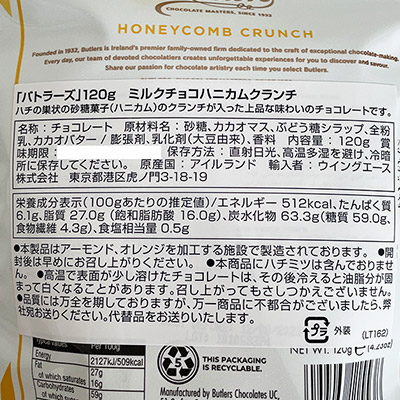 CHOCOLATE MASTERS, SINCE 1932
HONEYCOMB CRUNCH
Founded in 1932, Butlers is Ireland's premier family-owned firm dedicated to the craft of exceptional chocolate-making.
Every day, our team of devoted chocolatiers creates unforgettable experiences for you to discover and savour.
Share our passion for chocolate artistry each time you select Butlers.
「バトラーズ」120g ミルクチョコハニカムクランチ
ハチの巣状の砂糖菓子(ハニカム)のクランチが入った上品な味わいのチョコレートです。
名称：チョコレート 原材料名：砂糖、カカオマス、ぶどう糖シラップ、全粉
乳、カカオバター / 膨張剤、乳化剤(大豆由来)、香料 内容量：120g 賞
味期限： 保存方法：直射日光、高温多湿を避け、冷暗
所に保存してください。 原産国：アイルランド 輸入者：ウイングエース
株式会社 東京都港区虎ノ門3-18-19
栄養成分表示(100gあたりの推定値)/エネルギー 512kcal、たんぱく質
6.1g、脂質 27.0g (飽和脂肪酸 16.0g)、炭水化物 63.3g(糖質 59.0g、
食物繊維 4.3g)、食塩相当量 0.5g
●本製品はアーモンド、オレンジを加工する施設で製造されております。 ●開
封後は早めにお召し上がりください。 ●本商品にハチミツは含んでおりませ
ん。 ●高温で表面が少し溶けたチョコレートは、その後冷えると油脂分が固
まって白くなることがあります。召し上がってもさしつかえございません。
●品質には万全を期しておりますが、万一商品に不都合がございましたら、弊
社宛お送りください。代替品をお送りいたします。
プラ 外装
(LT162)
Per 100g
Energy 2127kJ/509kcal
Fat 27g
of which saturates 16g
Carbohydrates 59g
of which sugars
THIS PACKAGING
IS RECYCLABLE.
5
PP
NET WT. 120g e (4.23oz)
Manufactured by Butlers Chocolates UC,